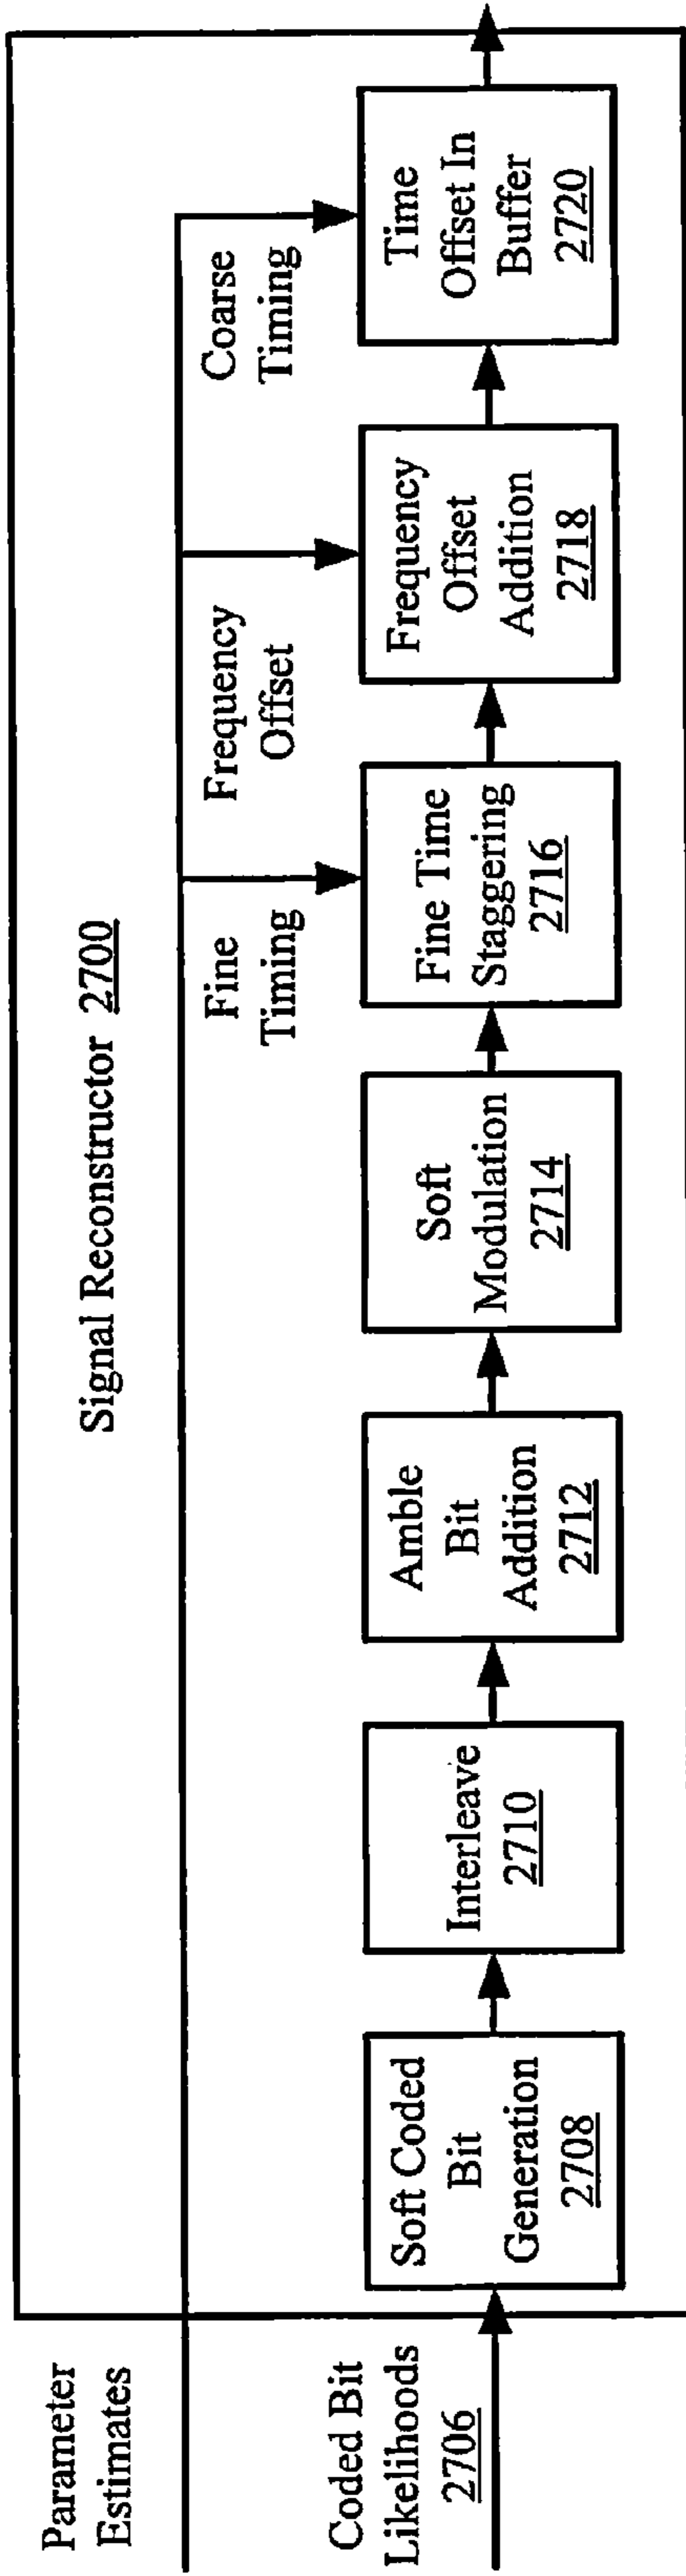 Signal Reconstructor 2700
Parameter
Estimates
Fine
Timing
Frequency
Offset
Coarse
Timing
Coded Bit
Likelihoods
2706
Soft Coded
Bit
Generation
2708
Interleave
2710
Amble
Bit
Addition
2712
Soft
Modulation
2714
Fine Time
Staggering
2716
Frequency
Offset
Addition
2718
Time
Offset In
Buffer
2720